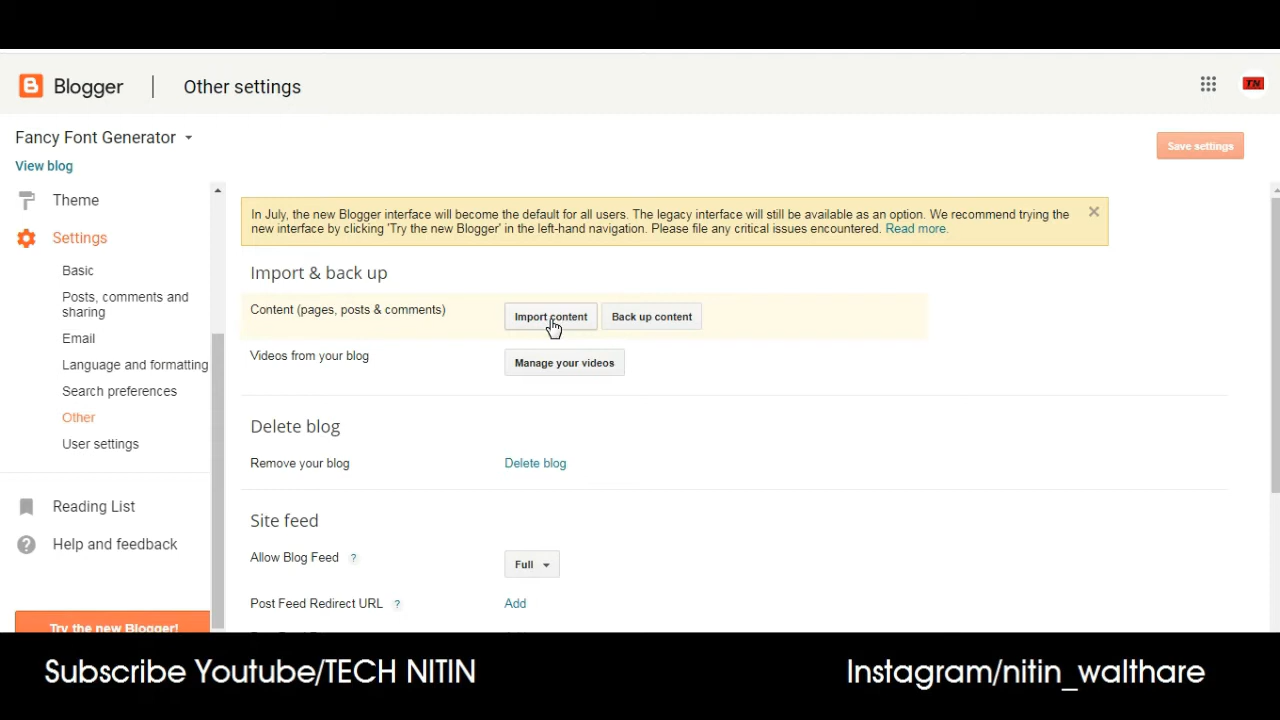 Blogger
Other settings
TN
Fancy Font Generator
View blog
Save settings
Theme
Settings
Basic
Posts, comments and
sharing
Email
Language and formatting
Search preferences
Other
User settings
Reading List
Help and feedback
Try the new Blogger!
In July, the new Blogger interface will become the default for all users. The legacy interface will still be available as an option. We recommend trying the
new interface by clicking 'Try the new Blogger' in the left-hand navigation. Please file any critical issues encountered. Read more.
Import & back up
Content (pages, posts & comments)
Import content
Back up content
Videos from your blog
Manage your videos
Delete blog
Remove your blog
Delete blog
Site feed
Allow Blog Feed ?
Full
Post Feed Redirect URL ?
Add
Subscribe Youtube/TECH NITIN
Instagram/nitin_walthare